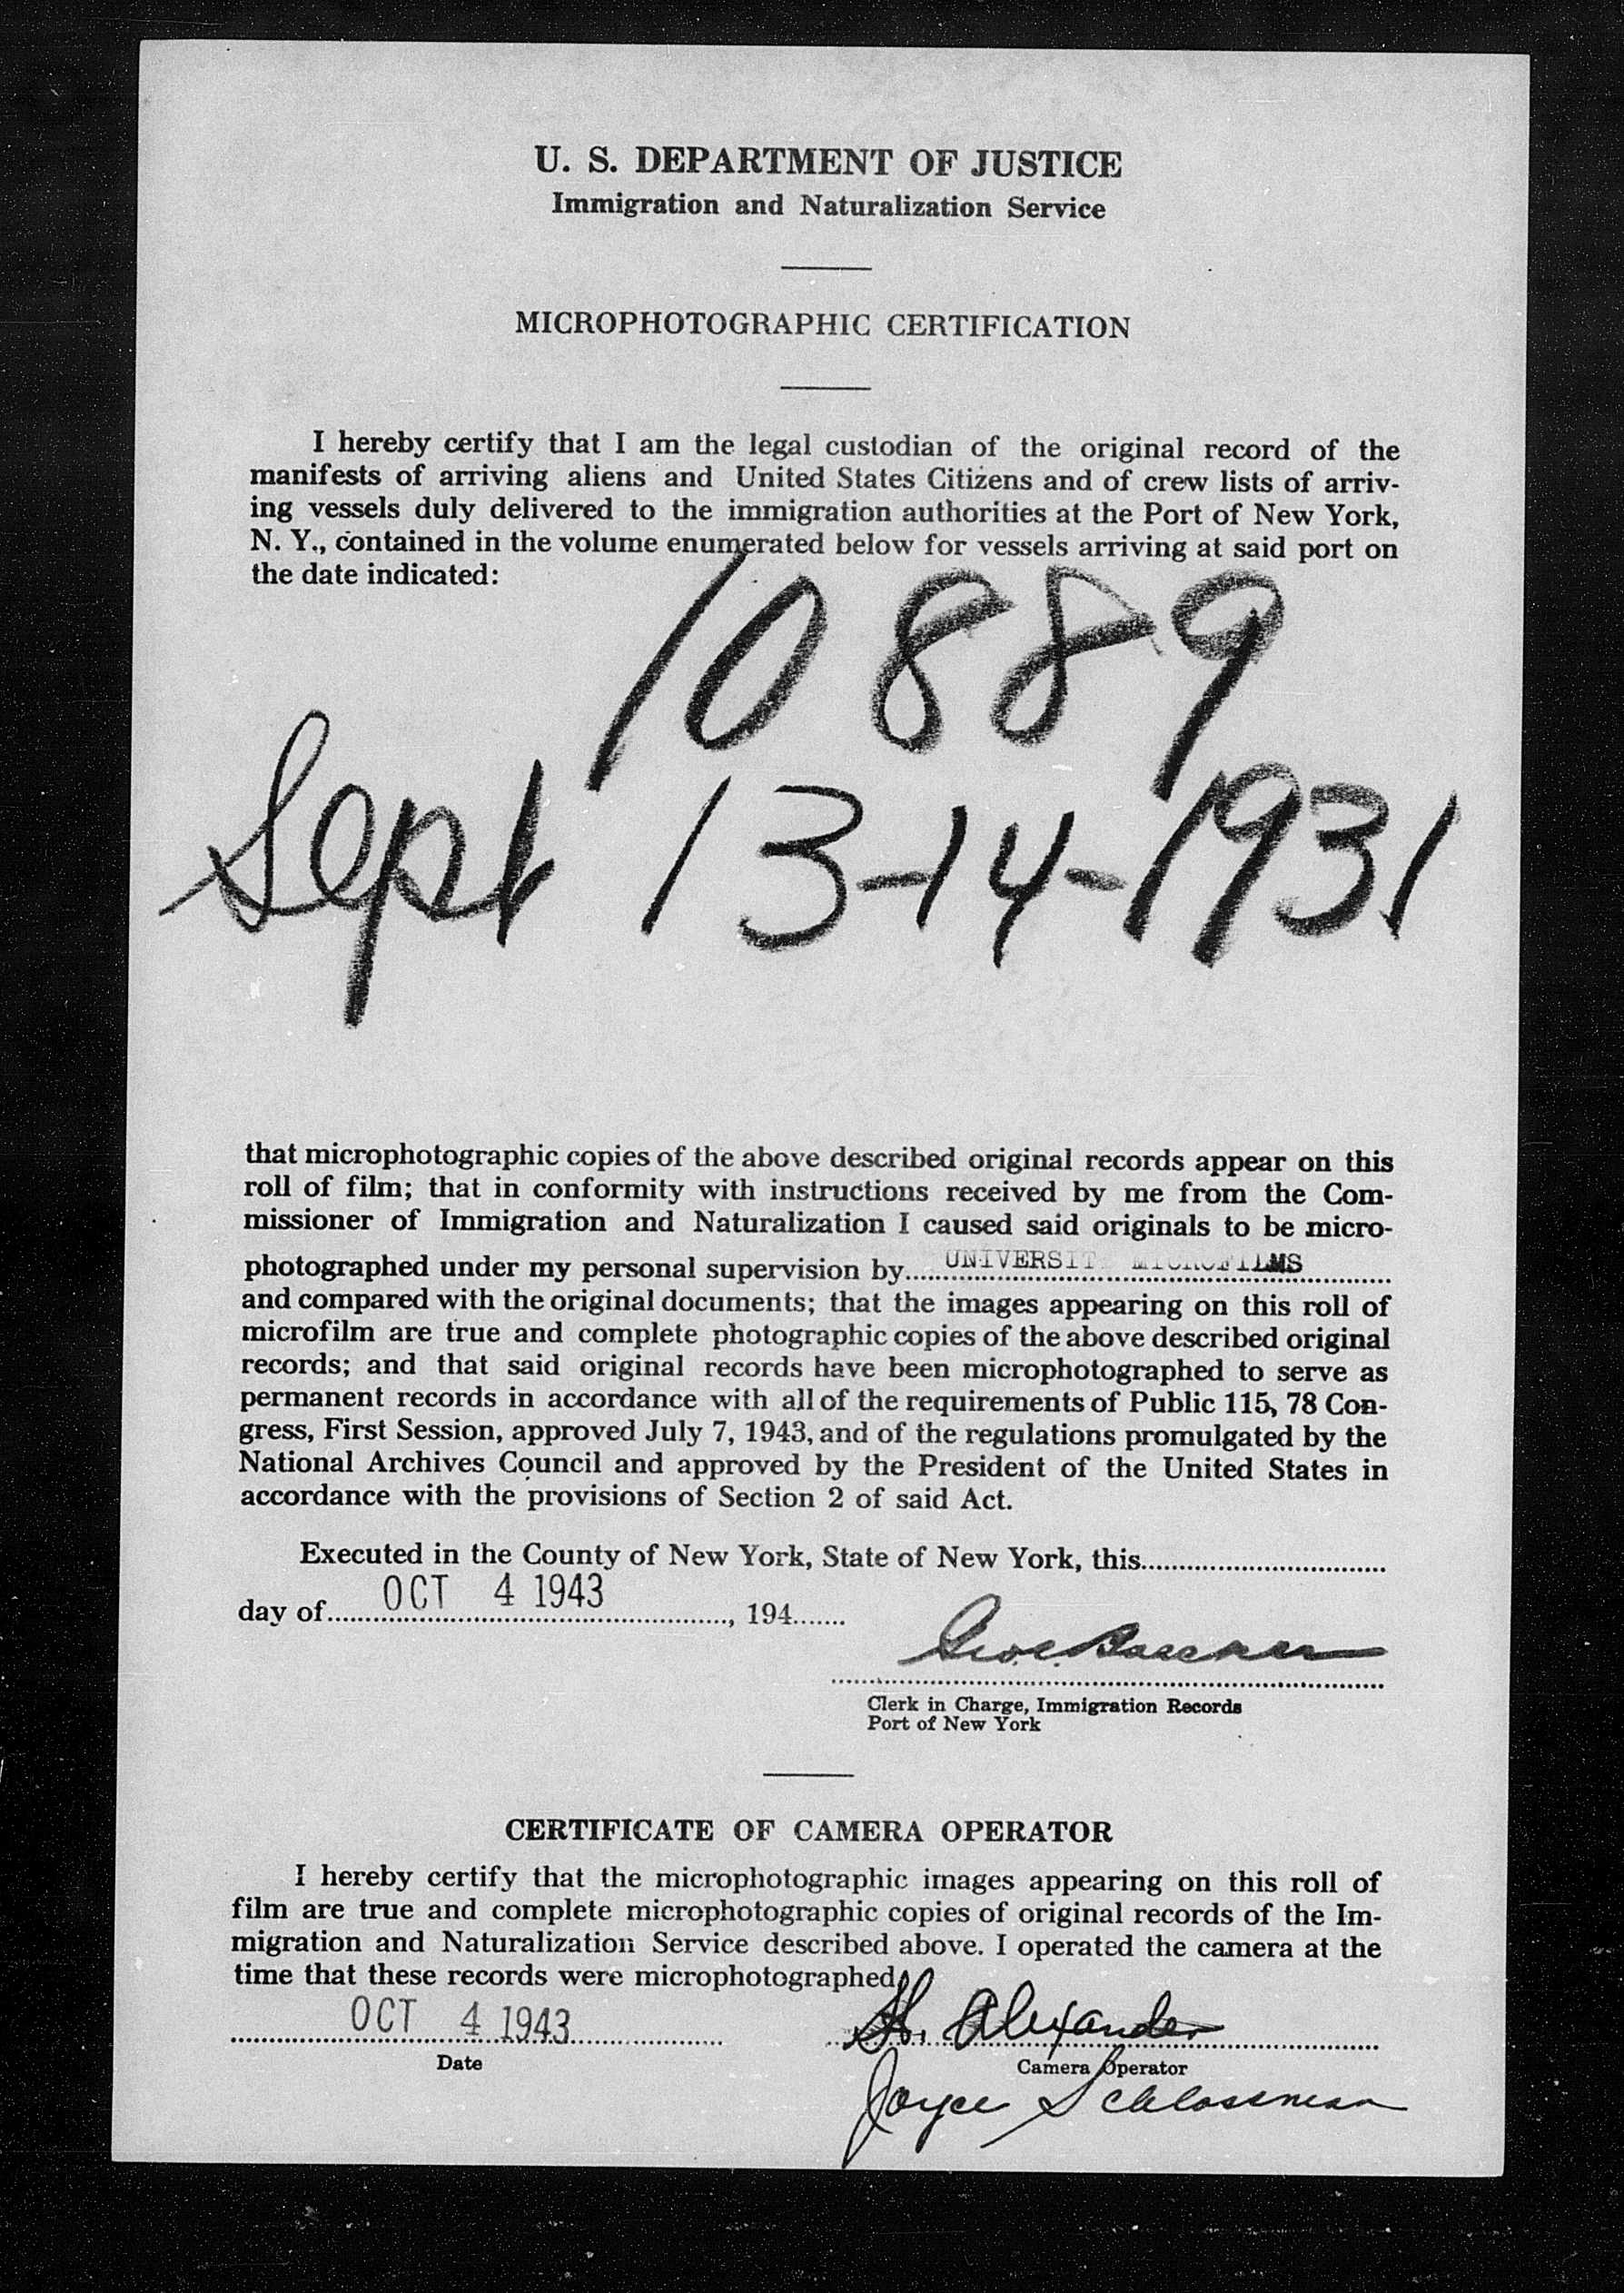 U. S. DEPARTMENT OF JUSTICE
Immigration and Naturalization Service
MICROPHOTOGRAPHIC CERTIFICATION
I hereby certify that I am the legal custodian of the original record of the
manifests of arriving aliens and United States Citizens and of crew lists of arriv-
ing vessels duly delivered to the immigration authorities at the Port of New York,
N. Y., contained in the volume enumerated below for vessels arriving at said port on
the date indicated:
10889
Sept 13-14-1931
that microphotographic copies of the above described original records appear on this
roll of film; that in conformity with instructions received by me from the Com-
missioner of Immigration and Naturalization I caused said originals to be micro-
photographed under my personal supervision by UNIVERSIT MICROFILMS
and compared with the original documents; that the images appearing on this roll of
microfilm are true and complete photographic copies of the above described original
records; and that said original records have been microphotographed to serve as
permanent records in accordance with all of the requirements of Public 115, 78 Con-
gress, First Session, approved July 7, 1943, and of the regulations promulgated by the
National Archives Council and approved by the President of the United States in
accordance with the provisions of Section 2 of said Act.
Executed in the County of New York, State of New York, this
day of OCT 4 1943, 194
Clerk in Charge, Immigration Records
Port of New York
CERTIFICATE OF CAMERA OPERATOR
I hereby certify that the microphotographic images appearing on this roll of
film are true and complete microphotographic copies of original records of the Im-
migration and Naturalization Service described above. I operated the camera at the
time that these records were microphotographed.
OCT 4 1943 H. Alexander
Date Camera Operator
Joyce Schlossman